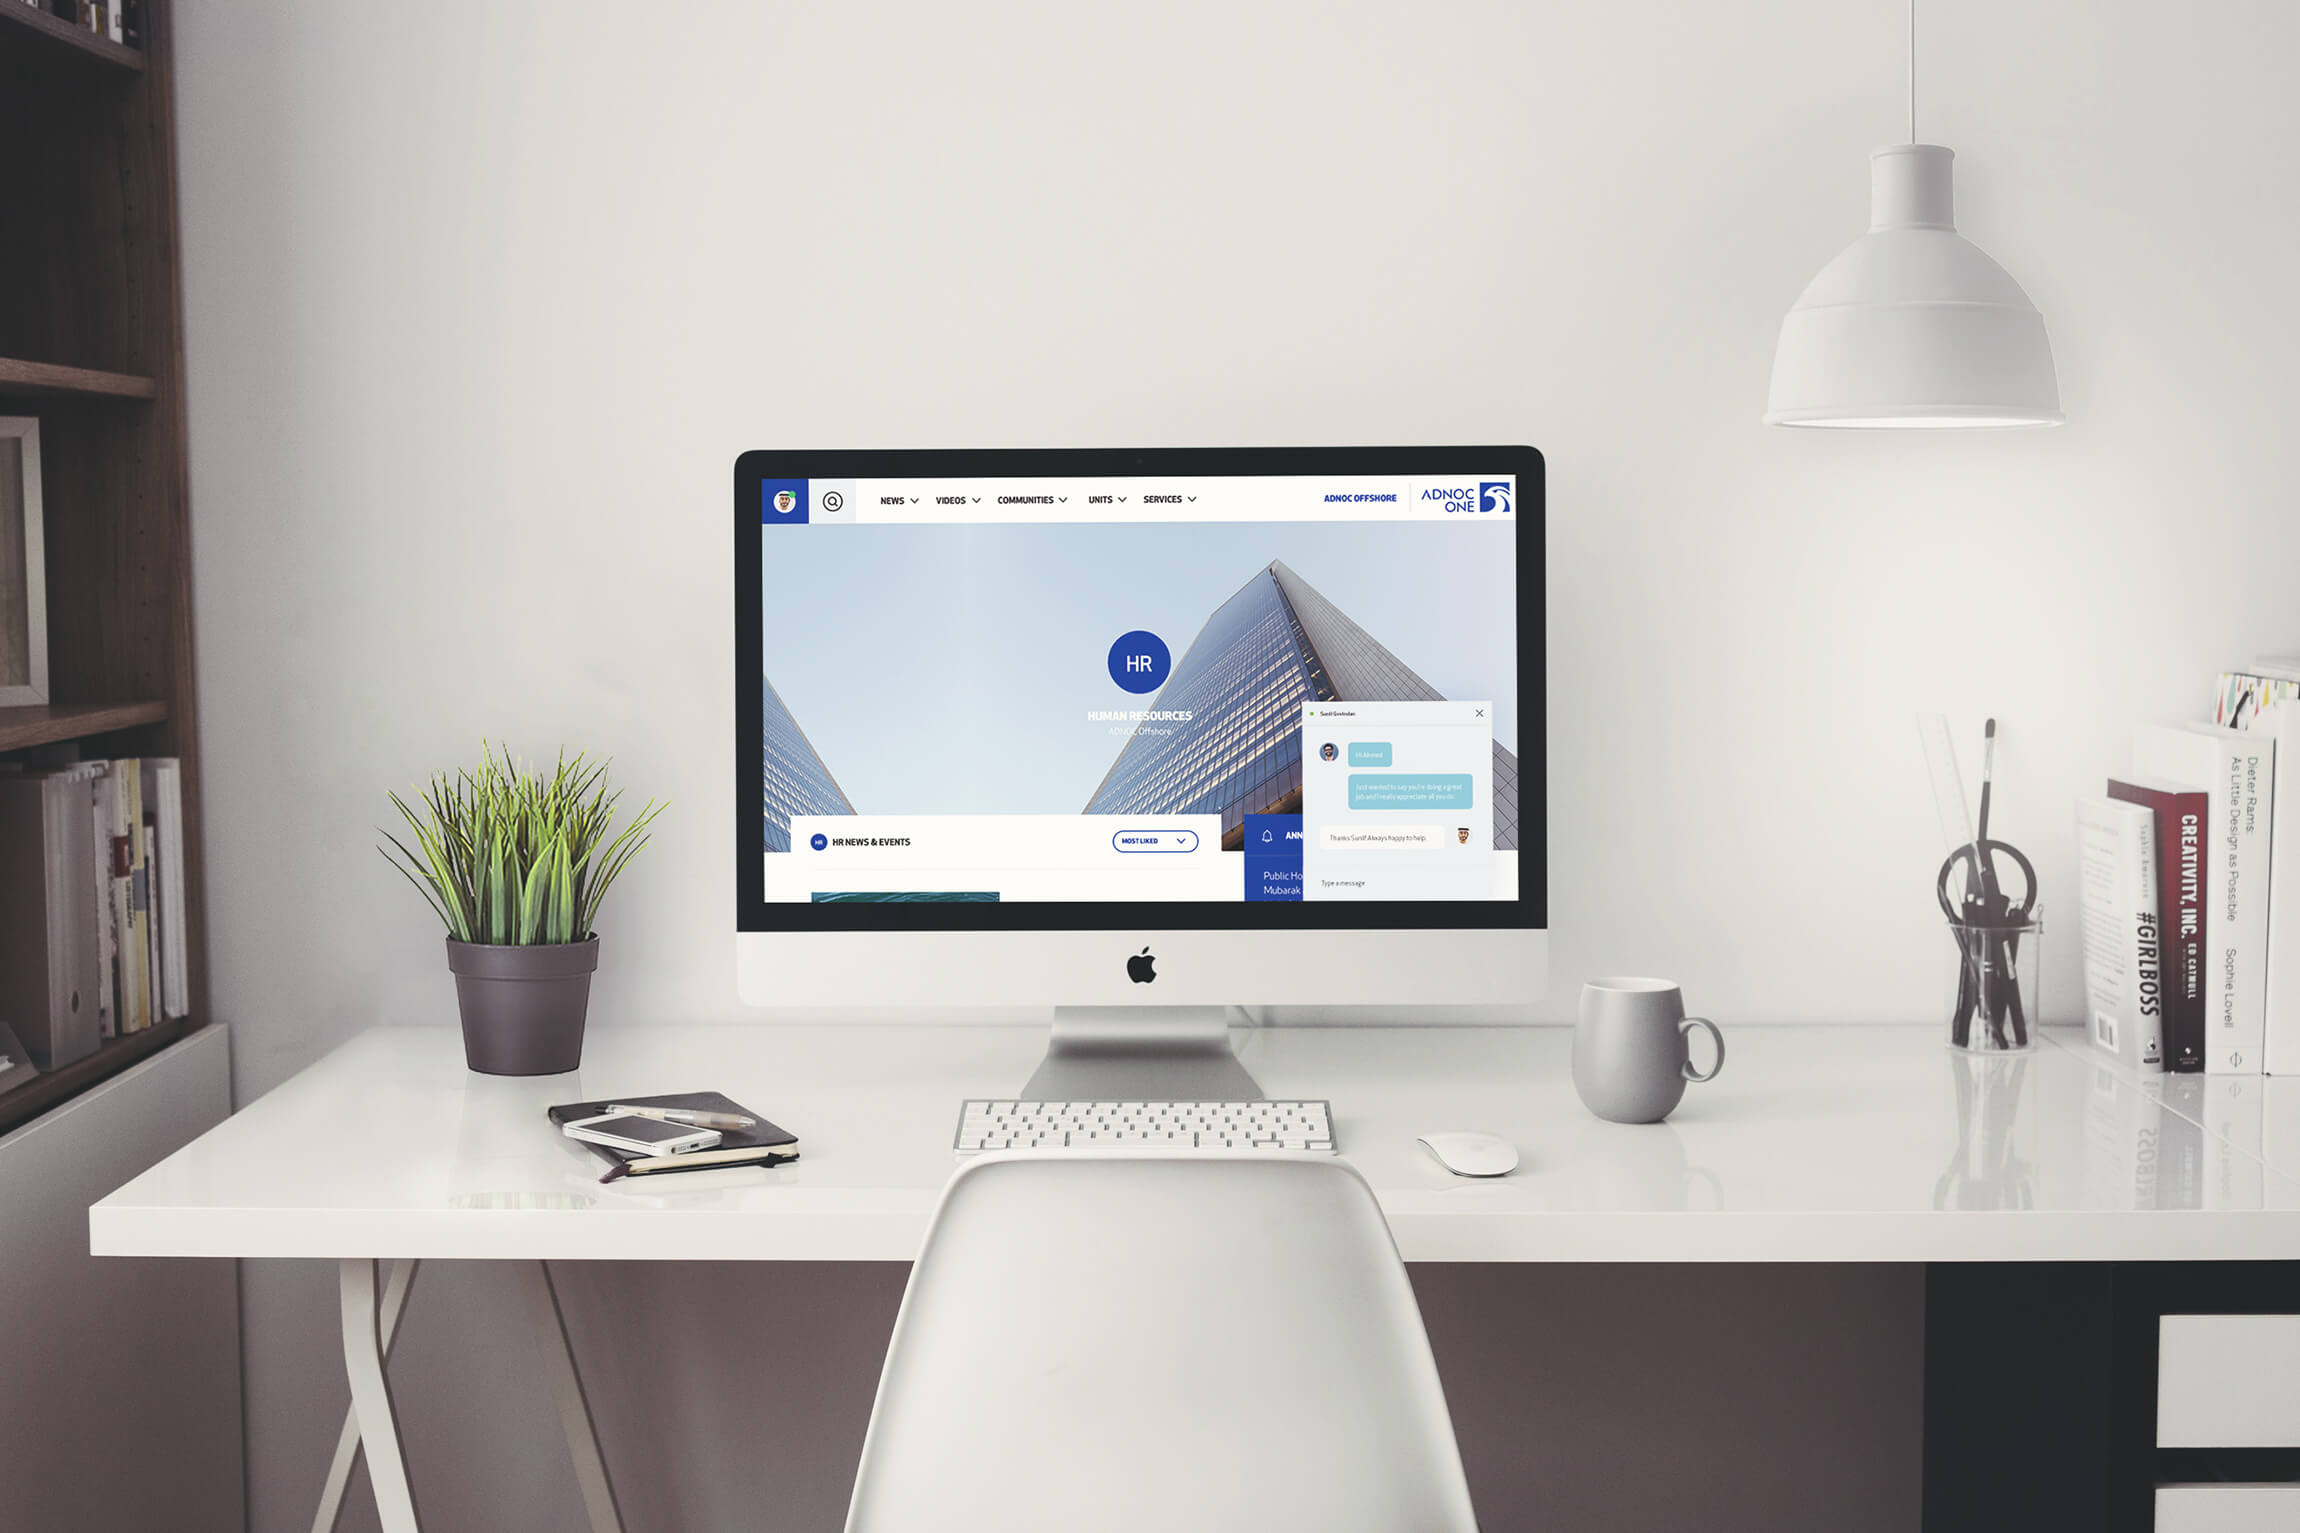 NEWS
VIDEOS
COMMUNITIES
UNITS
SERVICES
ADNOC OFFSHORE
ADNOC
ONE
HR
HUMAN RESOURCES
ADNOC Offshore
HR
HR NEWS & EVENTS
MOST LIKED
ANN
Public Ho
Mubarak
Hi Ahmed
Just wanted to say you're doing a great
job and I really appreciate all you do.
Thanks Sunil! Always happy to help.
Type a message
Sophia Amoruso
#GIRLBOSS
CREATIVITY, INC.
ED CATMULL
Dieter Rams:
As Little Design as Possible
Sophie Lovell